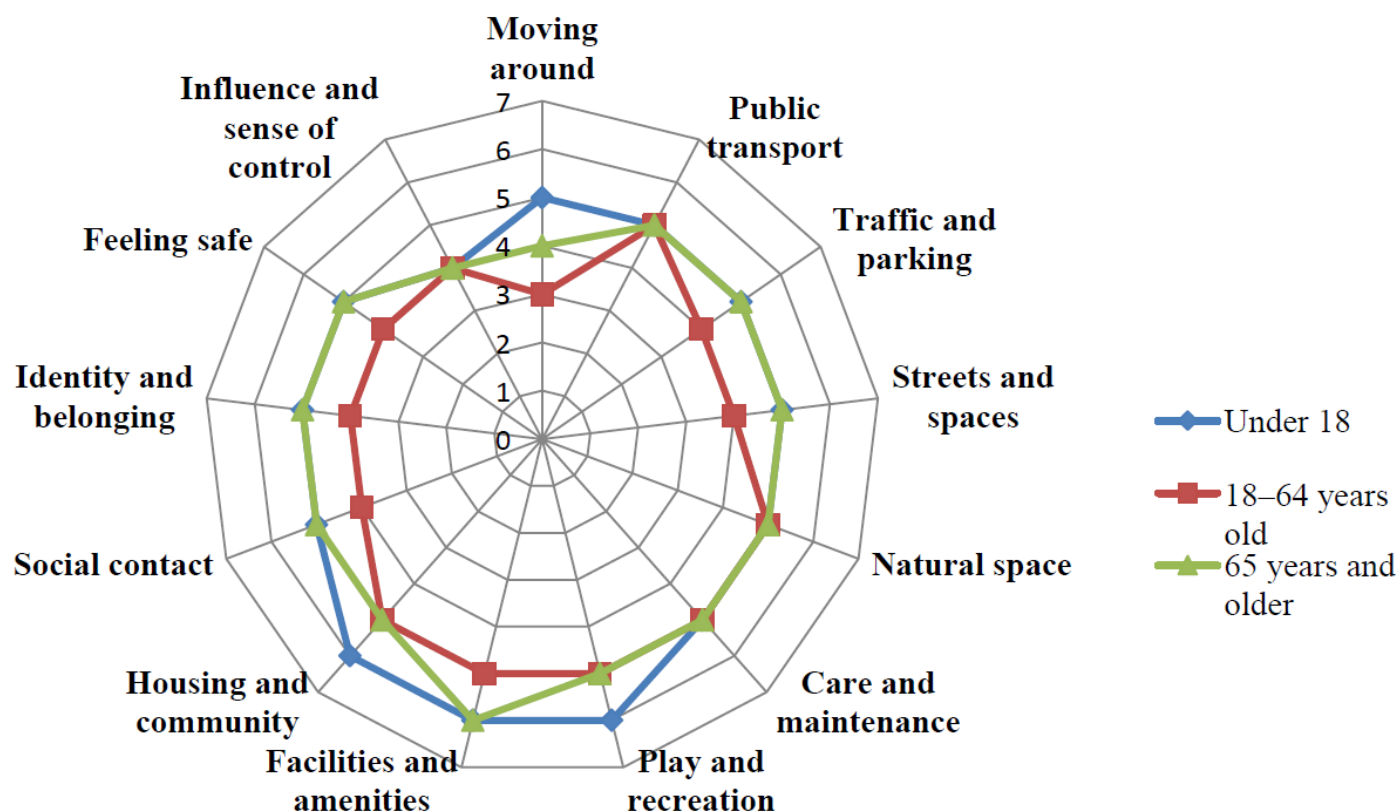 Moving
around
Influence and
sense of
control
Public
transport
7
6
5
4
3
2
1
0
Traffic and
parking
Feeling safe
Identity and
belonging
Streets and
spaces
Social contact
Natural space
Housing and
community
Care and
maintenance
Facilities and
amenities
Play and
recreation
Under 18
18–64 years
old
65 years and
older